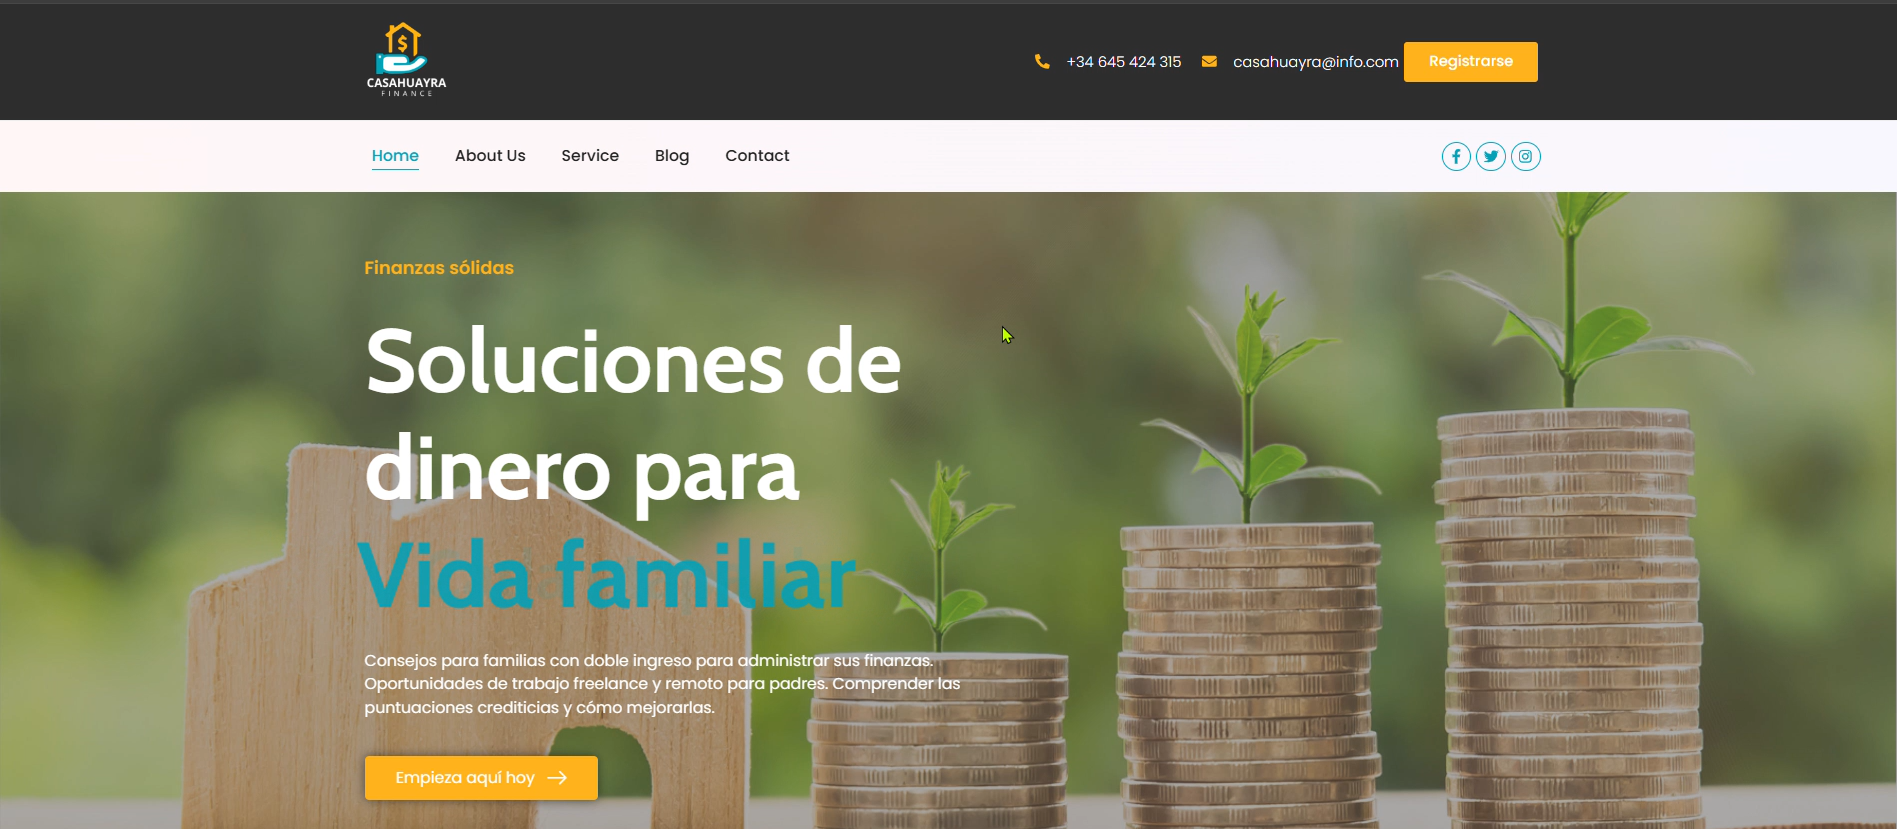 CASAHUAYRA
FINANCE
+34 645 424 315
casahuayra@info.com
Registrarse
Home
About Us
Service
Blog
Contact
Finanzas sólidas
Soluciones de
dinero para
Vida familiar
Consejos para familias con doble ingreso para administrar sus finanzas.
Oportunidades de trabajo freelance y remoto para padres. Comprender las
puntuaciones crediticias y cómo mejorarlas.
Empieza aquí hoy